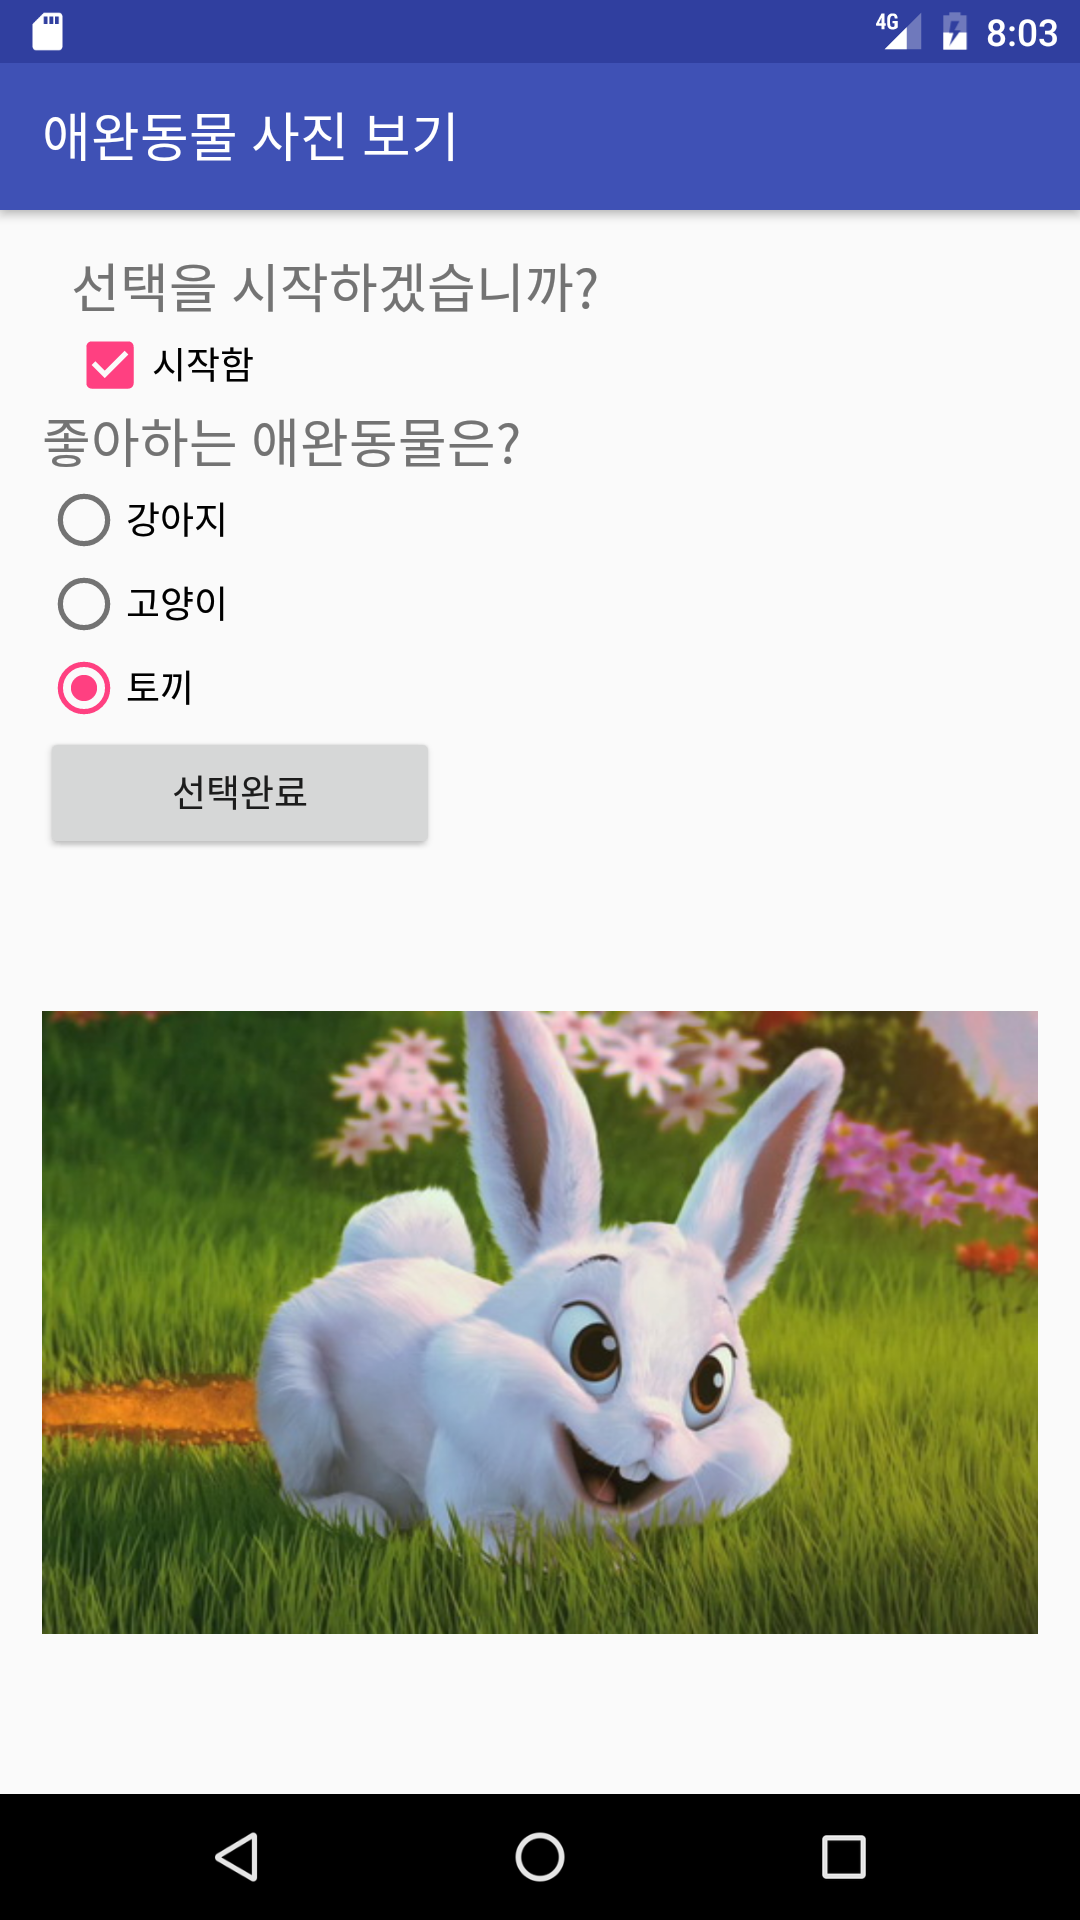 4G 8:03
애완동물 사진 보기
선택을 시작하겠습니까?
시작함
좋아하는 애완동물은?
강아지
고양이
토끼
선택완료